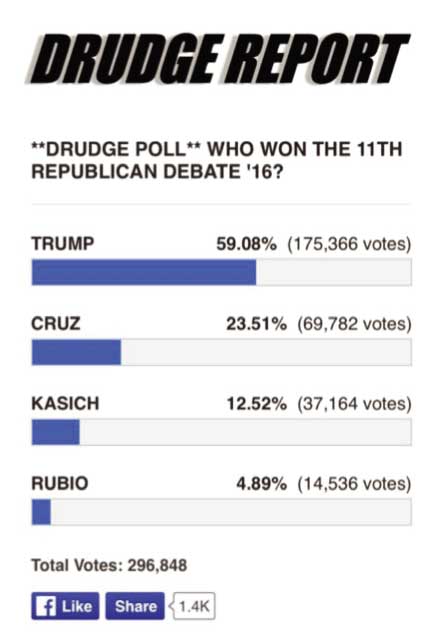 DRUDGE REPORT
**DRUDGE POLL** WHO WON THE 11TH
REPUBLICAN DEBATE '16?
TRUMP 59.08% (175,366 votes)
CRUZ 23.51% (69,782 votes)
KASICH 12.52% (37,164 votes)
RUBIO 4.89% (14,536 votes)
Total Votes: 296,848
f Like Share 1.4K